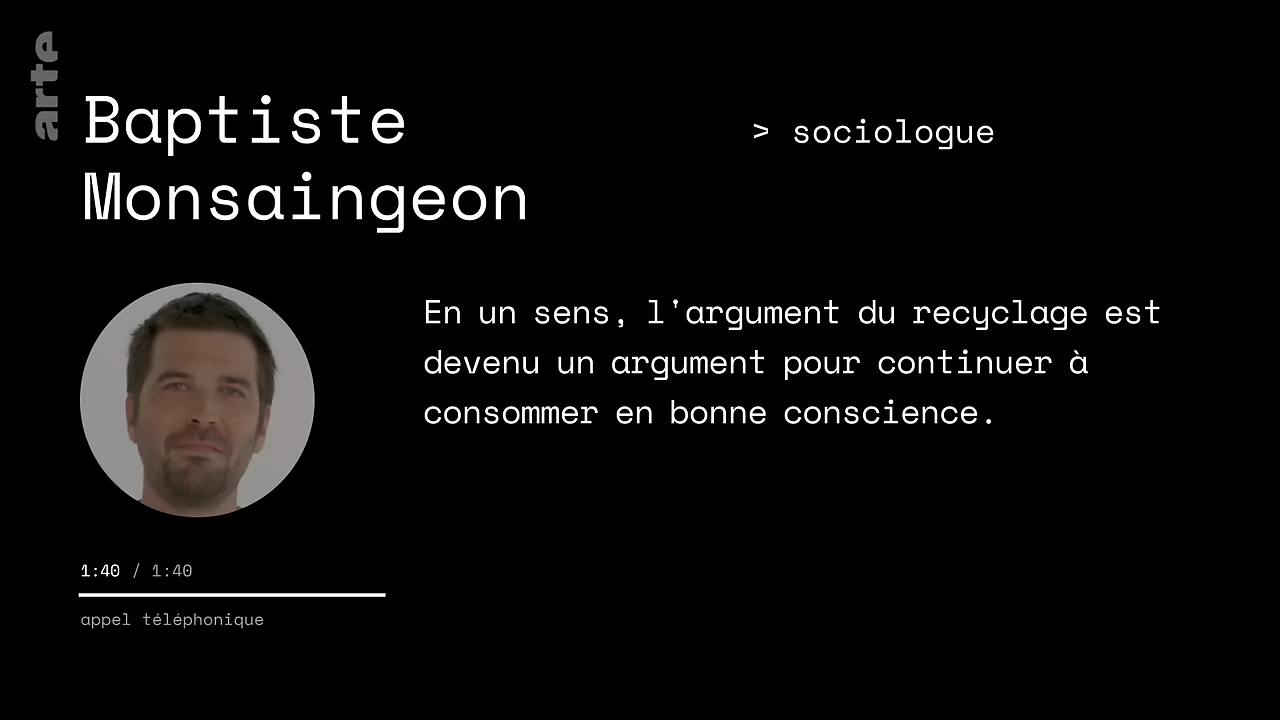 arte
Baptiste
Monsaingeon
> sociologue
En un sens, l'argument du recyclage est
devenu un argument pour continuer à
consommer en bonne conscience.
1:40 / 1:40
appel téléphonique